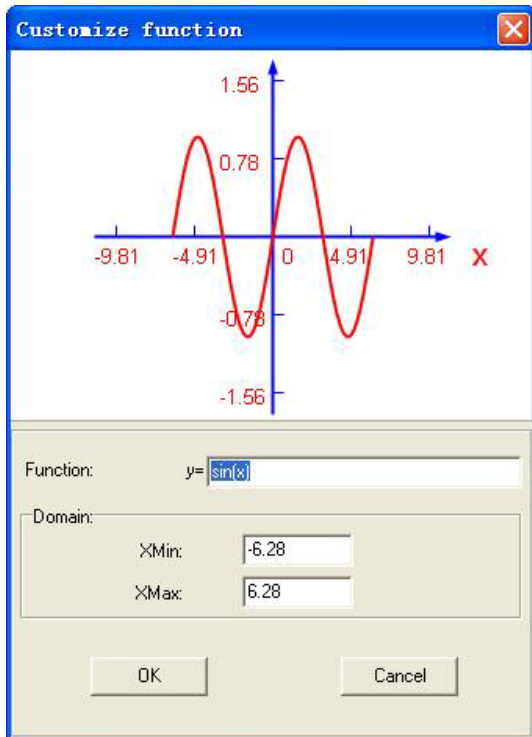 Customize function
1.56
0.78
-9.81 -4.91 0 4.91 9.81 X
-0.78
-1.56
Function: y= sin(x)
Domain:
XMin: -6.28
XMax: 6.28
OK Cancel